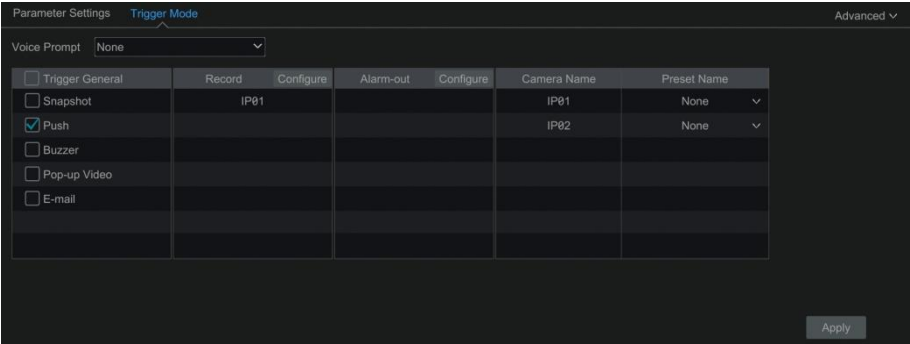 Parameter Settings Trigger Mode Advanced
Voice Prompt None
Trigger General Record Configure Alarm-out Configure Camera Name Preset Name
Snapshot IP01 IP01 None
Push IP02 None
Buzzer
Pop-up Video
E-mail
Apply